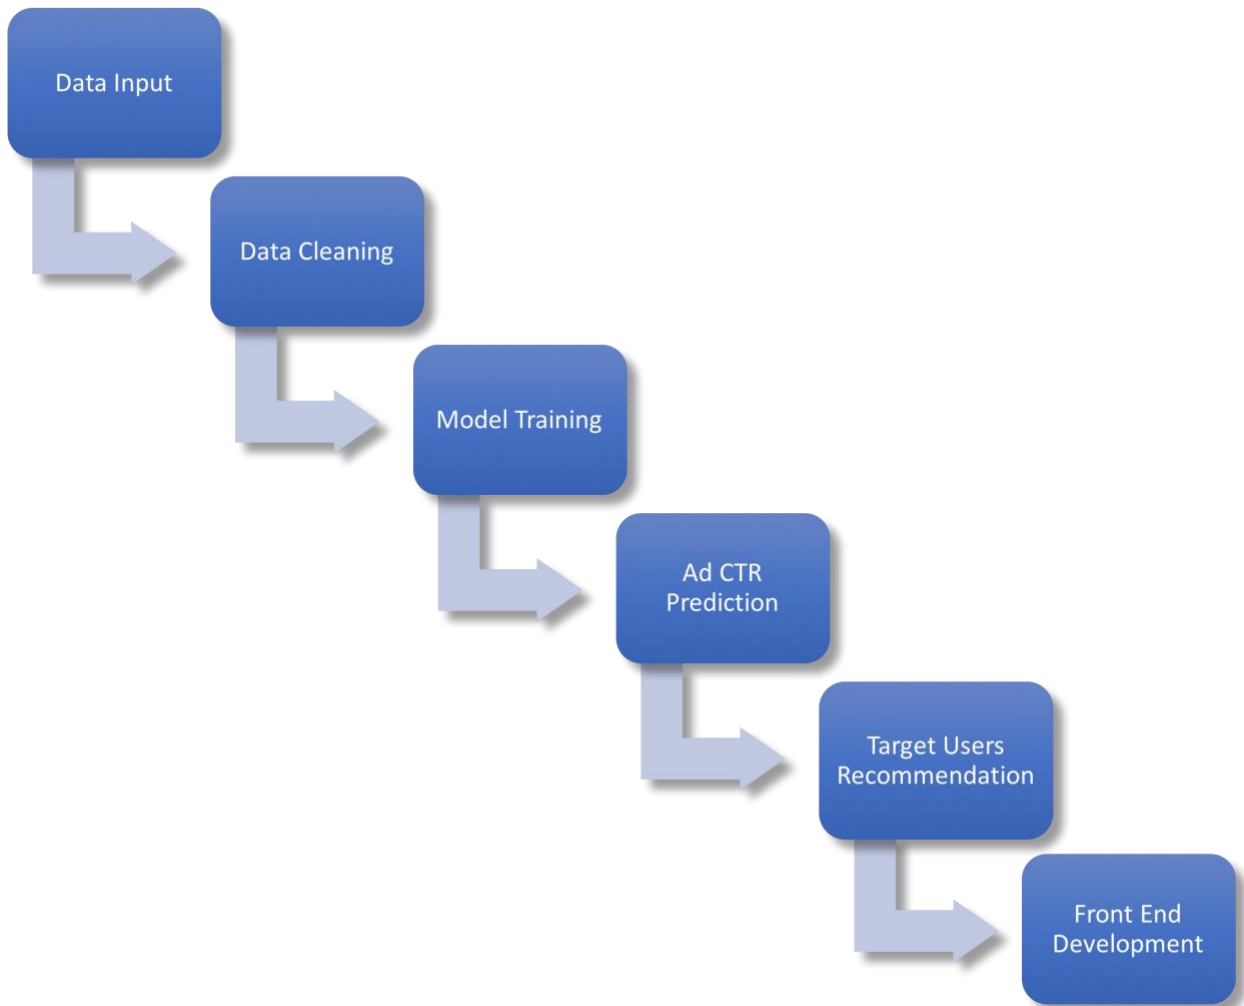 Data Input
Data Cleaning
Model Training
Ad CTR
Prediction
Target Users
Recommendation
Front End
Development